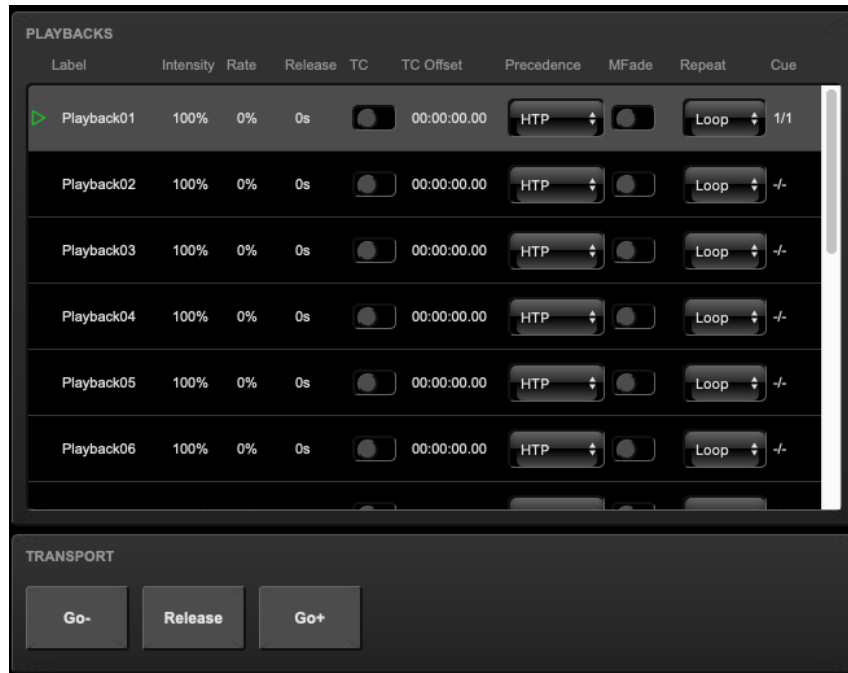 PLAYBACKS
Label Intensity Rate Release TC TC Offset Precedence MFade Repeat Cue
Playback01 100% 0% 0s 00:00:00.00 HTP Loop 1/1
Playback02 100% 0% 0s 00:00:00.00 HTP Loop -/-
Playback03 100% 0% 0s 00:00:00.00 HTP Loop -/-
Playback04 100% 0% 0s 00:00:00.00 HTP Loop -/-
Playback05 100% 0% 0s 00:00:00.00 HTP Loop -/-
Playback06 100% 0% 0s 00:00:00.00 HTP Loop -/-
TRANSPORT
Go- Release Go+